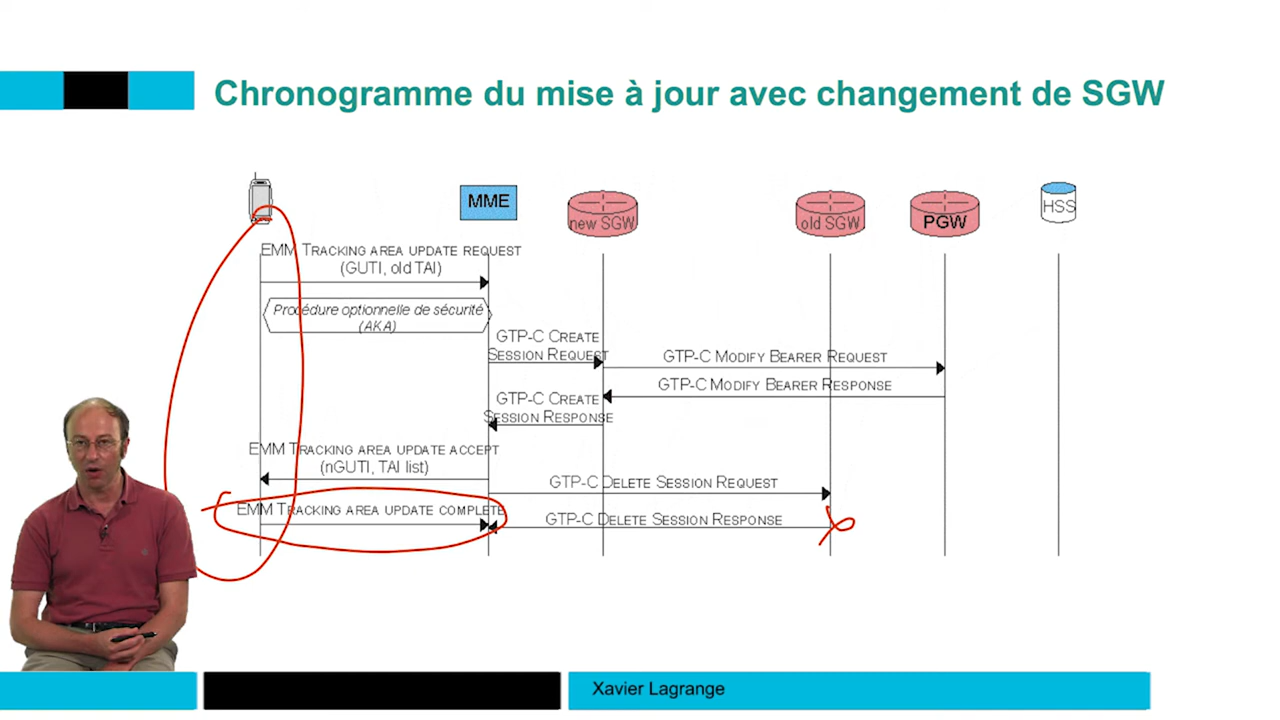 Chronogramme du mise à jour avec changement de SGW
MME
new SGW
old SGW
PGW
HSS
EMM TRACKING AREA UPDATE REQUEST
(GUTI, old TAI)
Procédure optionnelle de sécurité
(AKA)
GTP-C CREATE
SESSION REQUEST
GTP-C MODIFY BEARER REQUEST
GTP-C MODIFY BEARER RESPONSE
GTP-C CREATE
SESSION RESPONSE
EMM TRACKING AREA UPDATE ACCEPT
(nGUTI, TAI list)
GTP-C DELETE SESSION REQUEST
EMM TRACKING AREA UPDATE COMPLETE
GTP-C DELETE SESSION RESPONSE
Xavier Lagrange